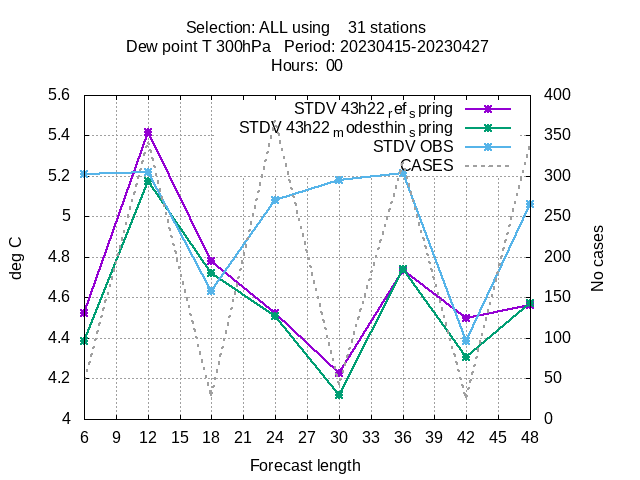 Selection: ALL using 31 stations
Dew point T 300hPa Period: 20230415-20230427
Hours: 00
STDV 43h22 refspring
STDV 43h22 modesthinspring
STDV OBS
CASES
5.6
5.4
5.2
5
4.8
4.6
4.4
4.2
4
400
350
300
250
200
150
100
50
0
deg C
No cases
6 9 12 15 18 21 24 27 30 33 36 39 42 45 48
Forecast length